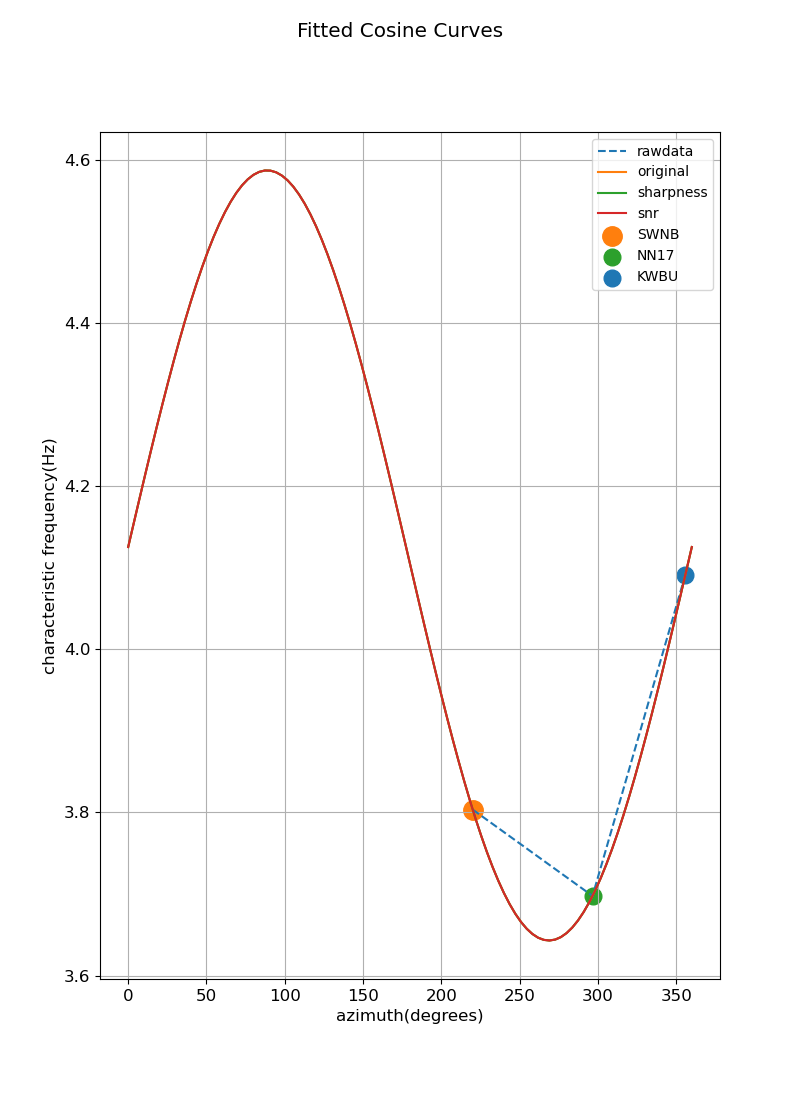 Fitted Cosine Curves
4.6
4.4
4.2
4.0
3.8
3.6
characteristic frequency(Hz)
rawdata
original
sharpness
snr
SWNB
NN17
KWBU
0 50 100 150 200 250 300 350
azimuth(degrees)